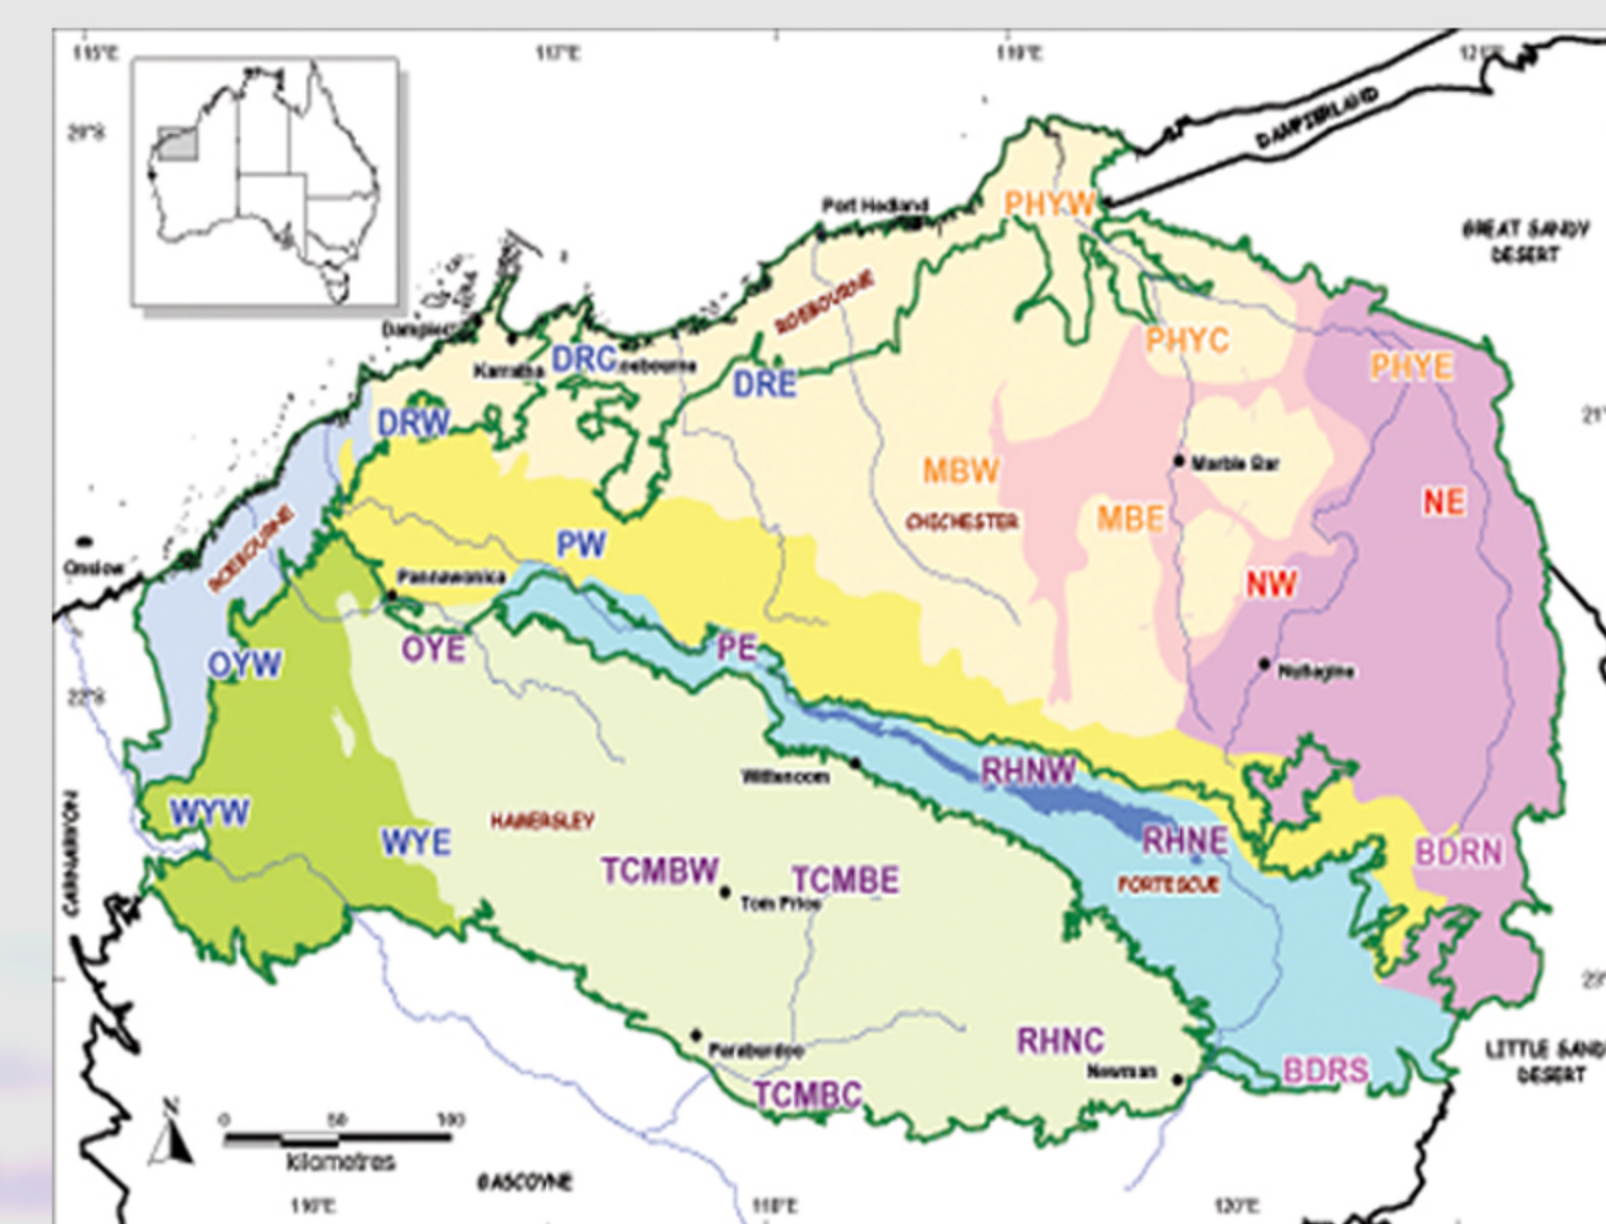 115°E
117°E
119°E
121°E
20°S
DAMPIERLAND
Port Hedland
PHYW
GREAT SANDY
DESERT
ROEBOURNE
Dampier
Karratha
DRC
Roebourne
DRE
PHYC
PHYE
DRW
21°
MBW
Marble Bar
CHICHESTER
MBE
NE
ROEBOURNE
PW
Onslow
Pannawonica
NW
OYW
OYE
PE
Nullagine
22°S
Wittenoom
RHNW
WYW
WYE
HAMERSLEY
RHNE
BDRN
CARNARVON
TCMBW
TCMBE
Tom Price
FORTESCUE
23°
Paraburdoo
RHNC
LITTLE SAND
DESERT
Newman
BDRS
TCMBC
N
0 50 100
kilometres
GASCOYNE
116°E
118°E
120°E